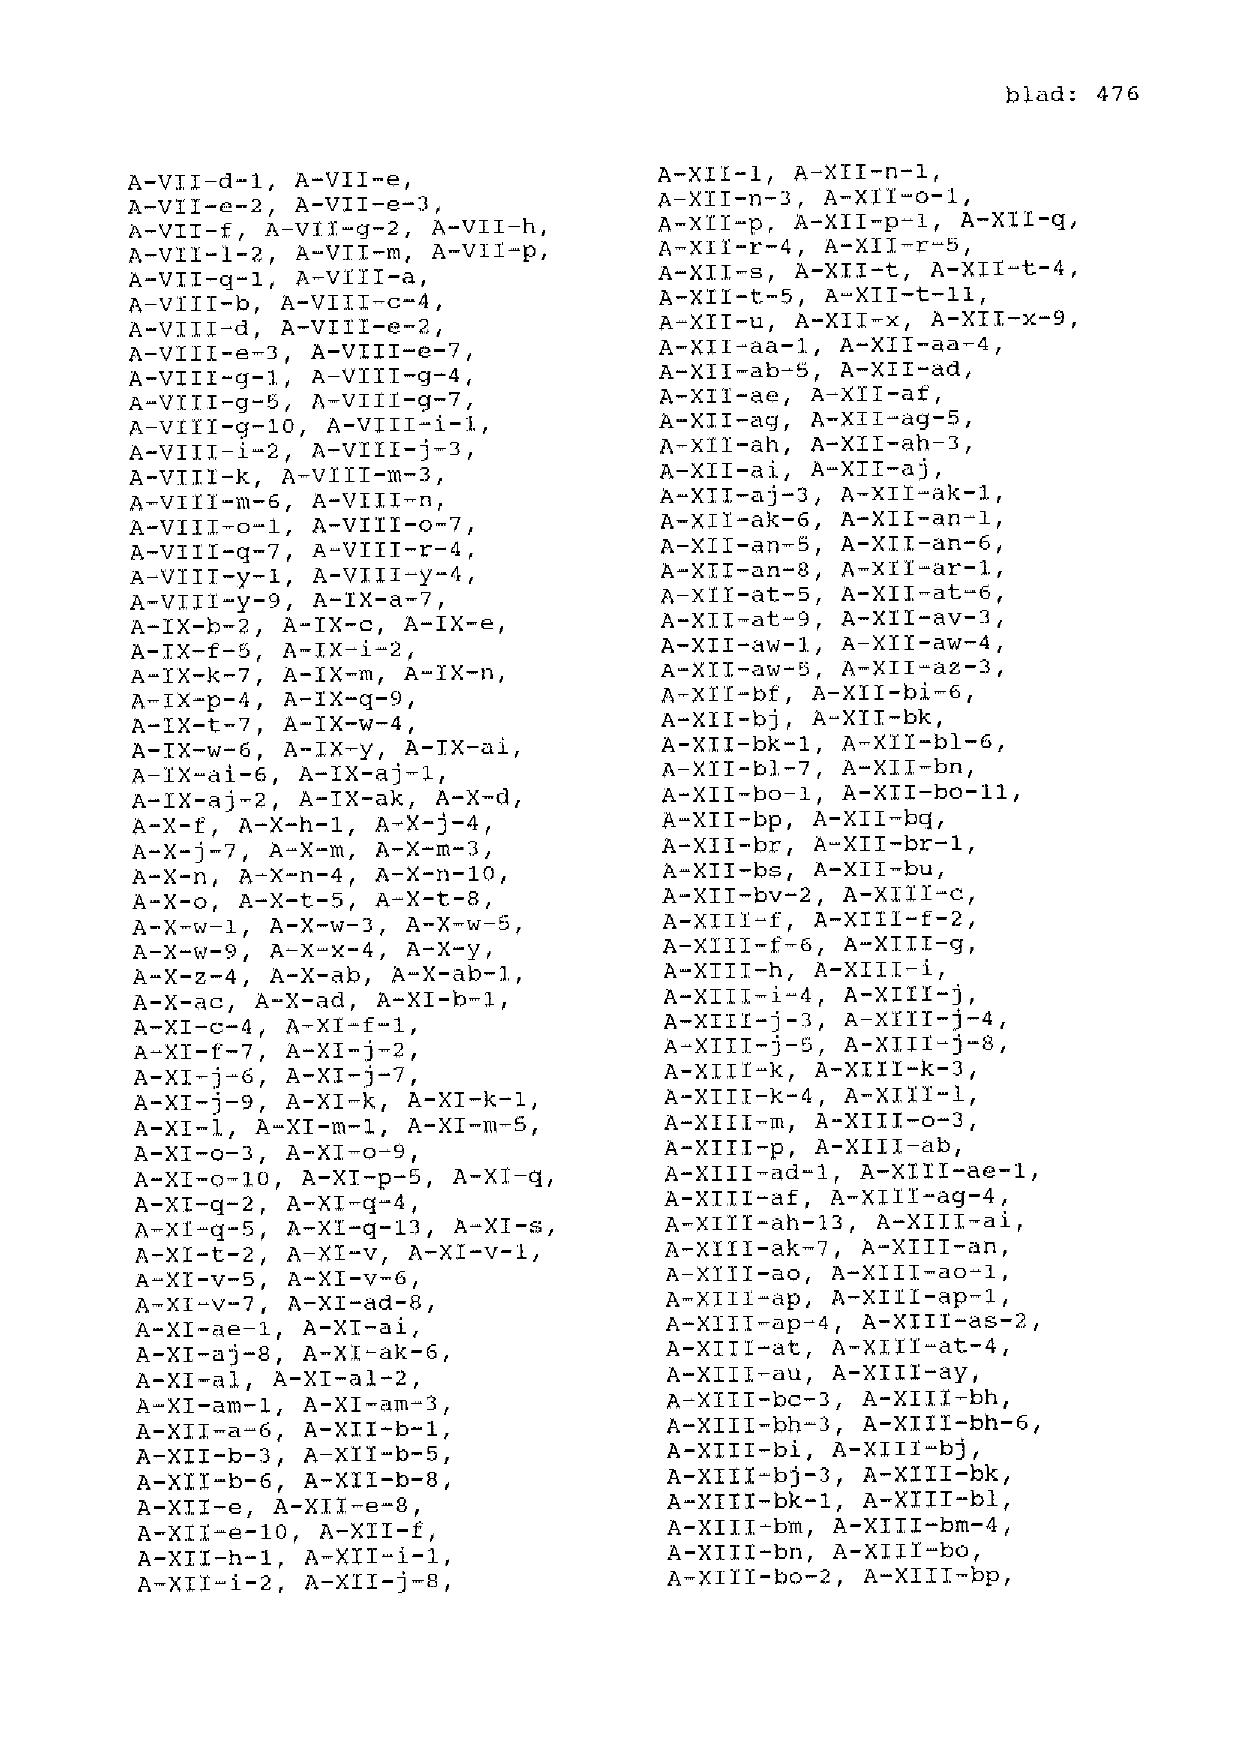 blad: 476
A-VII-d-1, A-VII-e,
A-VII-e-2, A-VII-e-3,
A-VII-f, A-VII-g-2, A-VII-h,
A-VII-l-2, A-VII-m, A-VII-p,
A-VII-q-1, A-VIII-a,
A-VIII-b, A-VIII-c-4,
A-VIII-d, A-VIII-e-2,
A-VIII-e-3, A-VIII-e-7,
A-VIII-g-1, A-VIII-g-4,
A-VIII-g-5, A-VIII-g-7,
A-VIII-g-10, A-VIII-i-1,
A-VIII-i-2, A-VIII-j-3,
A-VIII-k, A-VIII-m-3,
A-VIII-m-6, A-VIII-n,
A-VIII-o-1, A-VIII-o-7,
A-VIII-q-7, A-VIII-r-4,
A-VIII-y-1, A-VIII-y-4,
A-VIII-y-9, A-IX-a-7,
A-IX-b-2, A-IX-c, A-IX-e,
A-IX-f-5, A-IX-i-2,
A-IX-k-7, A-IX-m, A-IX-n,
A-IX-p-4, A-IX-q-9,
A-IX-t-7, A-IX-w-4,
A-IX-w-6, A-IX-y, A-IX-ai,
A-IX-ai-6, A-IX-aj-1,
A-IX-aj-2, A-IX-ak, A-X-d,
A-X-f, A-X-h-1, A-X-j-4,
A-X-j-7, A-X-m, A-X-m-3,
A-X-n, A-X-n-4, A-X-n-10,
A-X-o, A-X-t-5, A-X-t-8,
A-X-w-1, A-X-w-3, A-X-w-5,
A-X-w-9, A-X-x-4, A-X-y,
A-X-z-4, A-X-ab, A-X-ab-1,
A-X-ac, A-X-ad, A-XI-b-1,
A-XI-c-4, A-XI-f-1,
A-XI-f-7, A-XI-j-2,
A-XI-j-6, A-XI-j-7,
A-XI-j-9, A-XI-k, A-XI-k-1,
A-XI-l, A-XI-m-1, A-XI-m-5,
A-XI-o-3, A-XI-o-9,
A-XI-o-10, A-XI-p-5, A-XI-q,
A-XI-q-2, A-XI-q-4,
A-XI-q-5, A-XI-q-13, A-XI-s,
A-XI-t-2, A-XI-v, A-XI-v-1,
A-XI-v-5, A-XI-v-6,
A-XI-v-7, A-XI-ad-8,
A-XI-ae-1, A-XI-ai,
A-XI-aj-8, A-XI-ak-6,
A-XI-al, A-XI-al-2,
A-XI-am-1, A-XI-am-3,
A-XII-a-6, A-XII-b-1,
A-XII-b-3, A-XII-b-5,
A-XII-b-6, A-XII-b-8,
A-XII-e, A-XII-e-8,
A-XII-e-10, A-XII-f,
A-XII-h-1, A-XII-i-1,
A-XII-i-2, A-XII-j-8,
A-XII-l, A-XII-n-1,
A-XII-n-3, A-XII-o-1,
A-XII-p, A-XII-p-1, A-XII-q,
A-XII-r-4, A-XII-r-5,
A-XII-s, A-XII-t, A-XII-t-4,
A-XII-t-5, A-XII-t-11,
A-XII-u, A-XII-x, A-XII-x-9,
A-XII-aa-1, A-XII-aa-4,
A-XII-ab-5, A-XII-ad,
A-XII-ae, A-XII-af,
A-XII-ag, A-XII-ag-5,
A-XII-ah, A-XII-ah-3,
A-XII-ai, A-XII-aj,
A-XII-aj-3, A-XII-ak-1,
A-XII-ak-6, A-XII-an-1,
A-XII-an-5, A-XII-an-6,
A-XII-an-8, A-XII-ar-1,
A-XII-at-5, A-XII-at-6,
A-XII-at-9, A-XII-av-3,
A-XII-aw-1, A-XII-aw-4,
A-XII-aw-5, A-XII-az-3,
A-XII-bf, A-XII-bi-6,
A-XII-bj, A-XII-bk,
A-XII-bk-1, A-XII-bl-6,
A-XII-bl-7, A-XII-bn,
A-XII-bo-1, A-XII-bo-11,
A-XII-bp, A-XII-bq,
A-XII-br, A-XII-br-1,
A-XII-bs, A-XII-bu,
A-XII-bv-2, A-XIII-c,
A-XIII-f, A-XIII-f-2,
A-XIII-f-6, A-XIII-g,
A-XIII-h, A-XIII-i,
A-XIII-i-4, A-XIII-j,
A-XIII-j-3, A-XIII-j-4,
A-XIII-j-5, A-XIII-j-8,
A-XIII-k, A-XIII-k-3,
A-XIII-k-4, A-XIII-l,
A-XIII-m, A-XIII-o-3,
A-XIII-p, A-XIII-ab,
A-XIII-ad-1, A-XIII-ae-1,
A-XIII-af, A-XIII-ag-4,
A-XIII-ah-13, A-XIII-ai,
A-XIII-ak-7, A-XIII-an,
A-XIII-ao, A-XIII-ao-1,
A-XIII-ap, A-XIII-ap-1,
A-XIII-ap-4, A-XIII-as-2,
A-XIII-at, A-XIII-at-4,
A-XIII-au, A-XIII-ay,
A-XIII-bc-3, A-XIII-bh,
A-XIII-bh-3, A-XIII-bh-6,
A-XIII-bi, A-XIII-bj,
A-XIII-bj-3, A-XIII-bk,
A-XIII-bk-1, A-XIII-bl,
A-XIII-bm, A-XIII-bm-4,
A-XIII-bn, A-XIII-bo,
A-XIII-bo-2, A-XIII-bp,